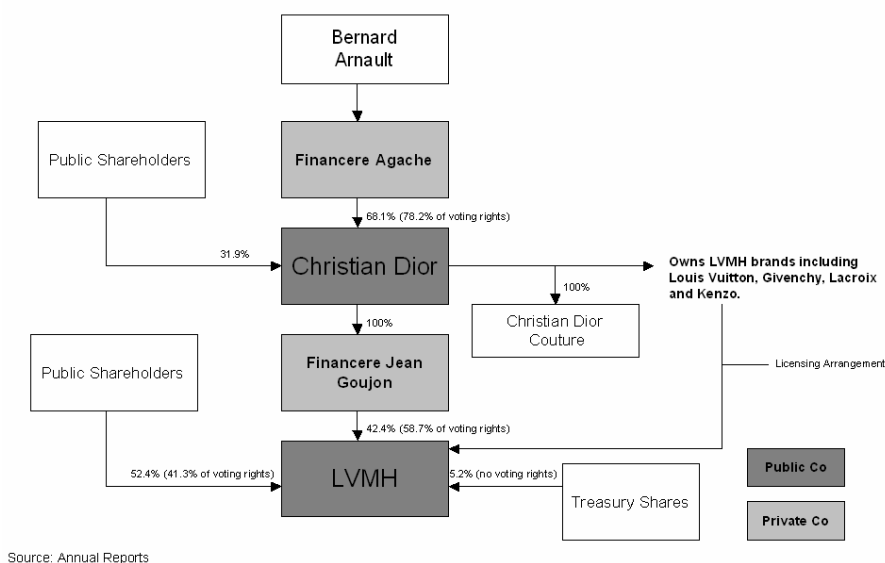 Bernard
Arnault
Public Shareholders
Financere Agache
68.1% (78.2% of voting rights)
31.9%
Christian Dior
Owns LVMH brands including
Louis Vuitton, Givenchy, Lacroix
and Kenzo.
100%
Christian Dior
Couture
100%
Public Shareholders
Financere Jean
Goujon
Licensing Arrangement
42.4% (58.7% of voting rights)
52.4% (41.3% of voting rights)
LVMH
5.2% (no voting rights)
Treasury Shares
Public Co
Private Co
Source: Annual Reports